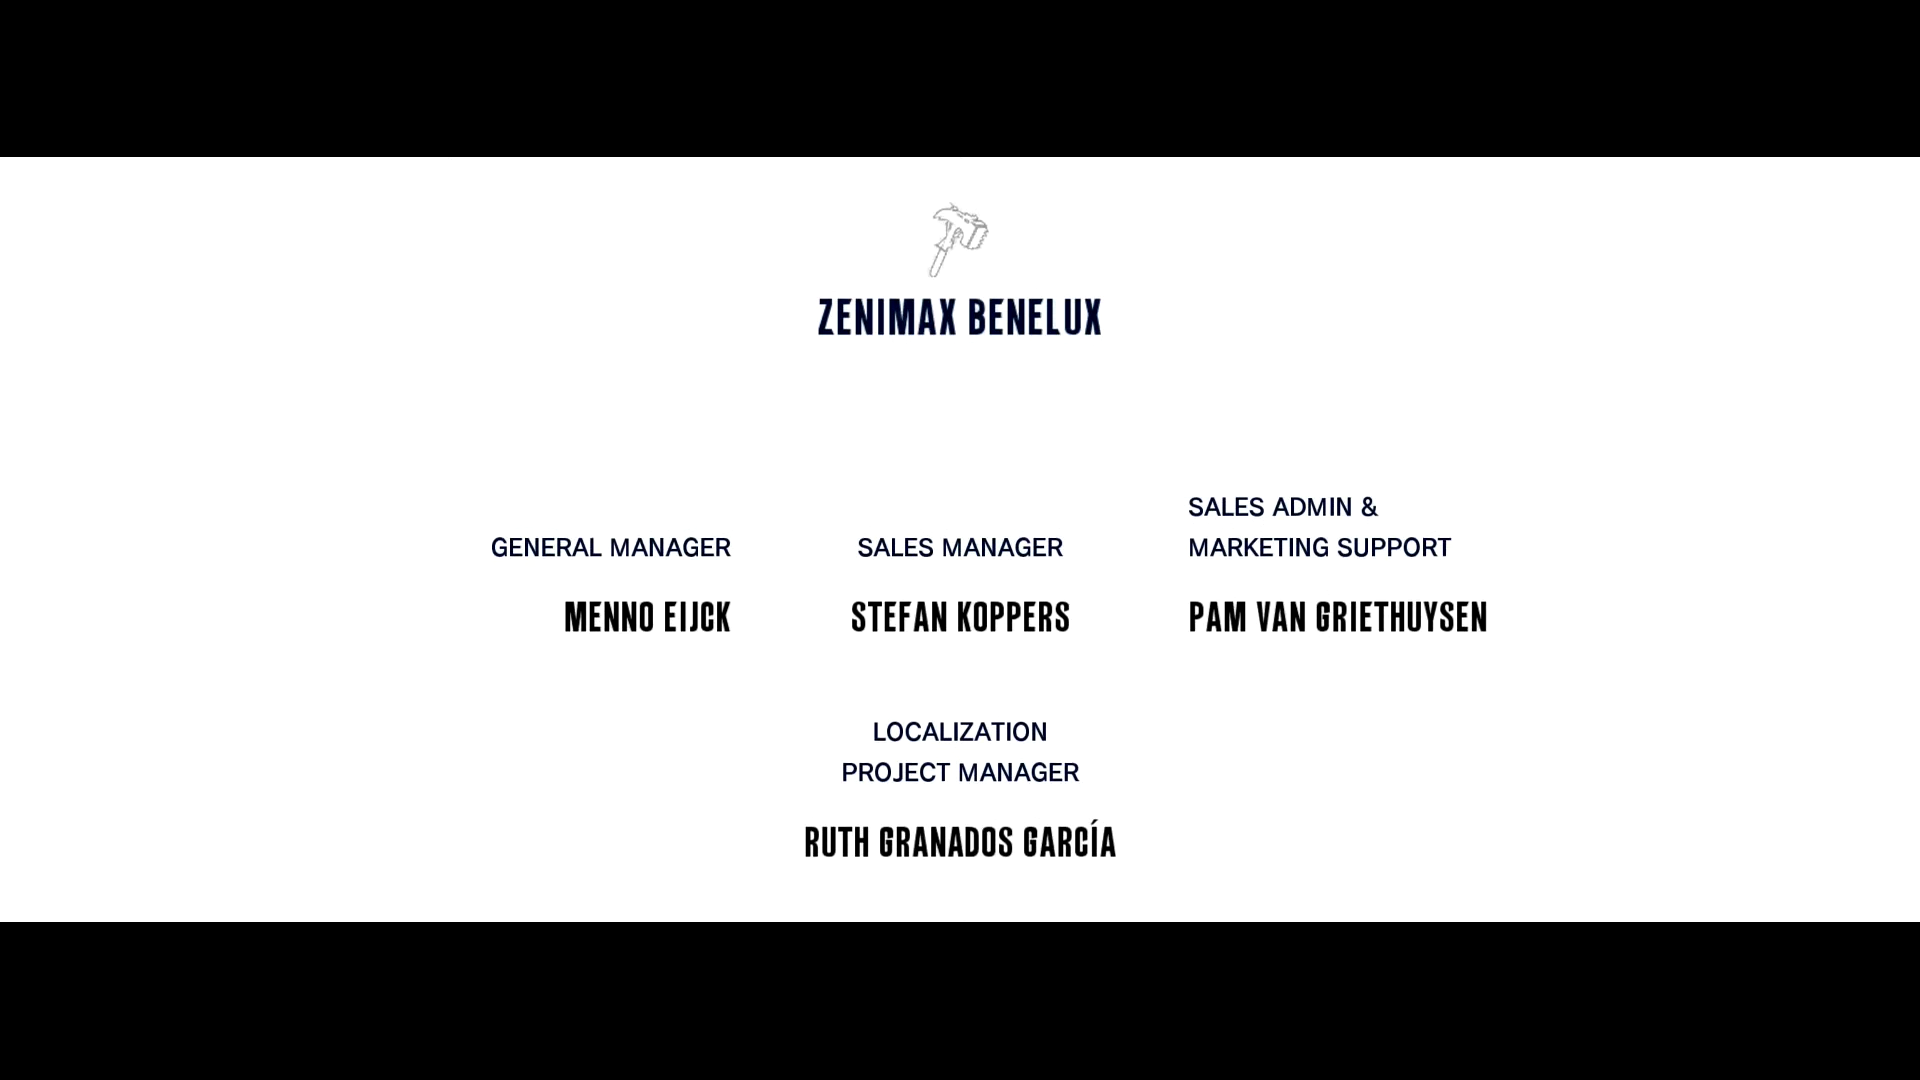 ZENIMAX BENELUX
GENERAL MANAGER
MENNO EIJCK
SALES MANAGER
STEFAN KOPPERS
SALES ADMIN &
MARKETING SUPPORT
PAM VAN GRIETHUYSEN
LOCALIZATION
PROJECT MANAGER
RUTH GRANADOS GARCÍA